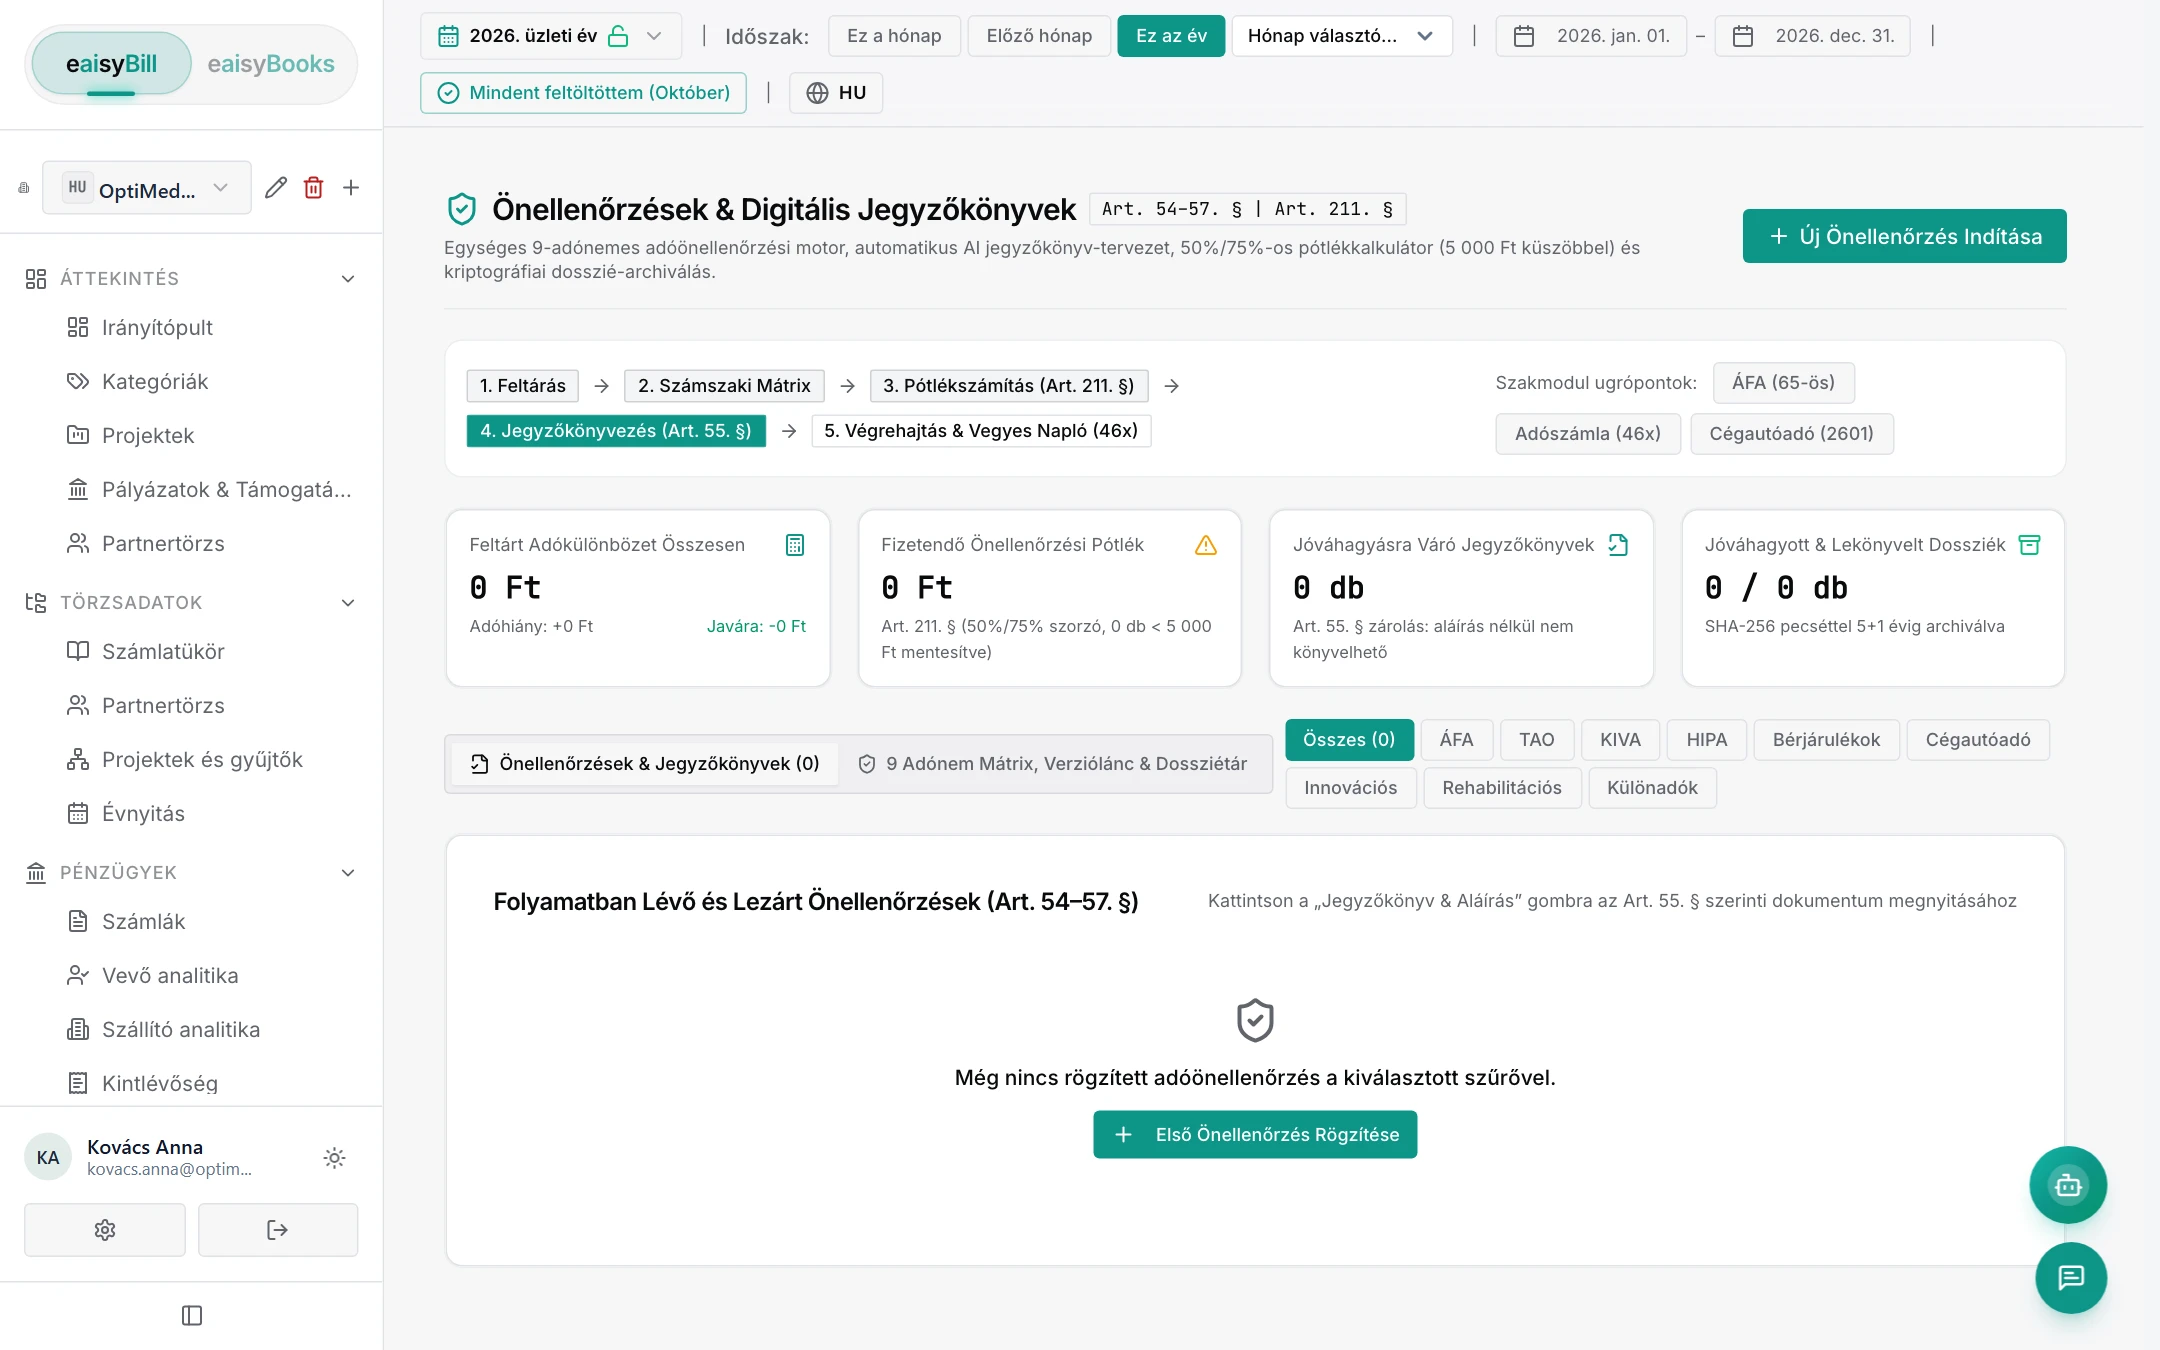 eaisyBill eaisyBooks
HU OptiMed...
ÁTTEKINTÉS
Irányítópult
Kategóriák
Projektek
Pályázatok & Támogatá...
Partnertörzs
TÖRZSADATOK
Számlatükör
Partnertörzs
Projektek és gyűjtők
Évnyitás
PÉNZÜGYEK
Számlák
Vevő analitika
Szállító analitika
Kintlévőség
KA
Kovács Anna
kovacs.anna@optim...
2026. üzleti év | Időszak: Ez a hónap Előző hónap Ez az év Hónap választó... | 2026. jan. 01. – 2026. dec. 31. |
Mindent feltöltöttem (Október) | HU
Önellenőrzések & Digitális Jegyzőkönyvek Art. 54–57. § | Art. 211. §
Egységes 9-adónemes adóönellenőrzési motor, automatikus AI jegyzőkönyv-tervezet, 50%/75%-os pótlékkalkulátor (5 000 Ft küszöbbel) és
kriptográfiai dosszié-archiválás.
+ Új Önellenőrzés Indítása
1. Feltárás → 2. Számszaki Mátrix → 3. Pótlékszámítás (Art. 211. §) →
4. Jegyzőkönyvezés (Art. 55. §) → 5. Végrehajtás & Vegyes Napló (46x)
Szakmodul ugrópontok: ÁFA (65-ös)
Adószámla (46x) Cégautóadó (2601)
Feltárt Adókülönbözet Összesen
0 Ft
Adóhiány: +0 Ft Javára: -0 Ft
Fizetendő Önellenőrzési Pótlék
0 Ft
Art. 211. § (50%/75% szorzó, 0 db < 5 000
Ft mentesítve)
Jóváhagyásra Váró Jegyzőkönyvek
0 db
Art. 55. § zárolás: aláírás nélkül nem
könyvelhető
Jóváhagyott & Lekönyvelt Dossziék
0 / 0 db
SHA-256 pecséttel 5+1 évig archiválva
Önellenőrzések & Jegyzőkönyvek (0) 9 Adónem Mátrix, Verziólánc & Dossziétár
Összes (0) ÁFA TAO KIVA HIPA Bérjárulékok Cégautóadó
Innovációs Rehabilitációs Különadók
Folyamatban Lévő és Lezárt Önellenőrzések (Art. 54–57. §)
Kattintson a „Jegyzőkönyv & Aláírás” gombra az Art. 55. § szerinti dokumentum megnyitásához
Még nincs rögzített adóönellenőrzés a kiválasztott szűrővel.
+ Első Önellenőrzés Rögzítése